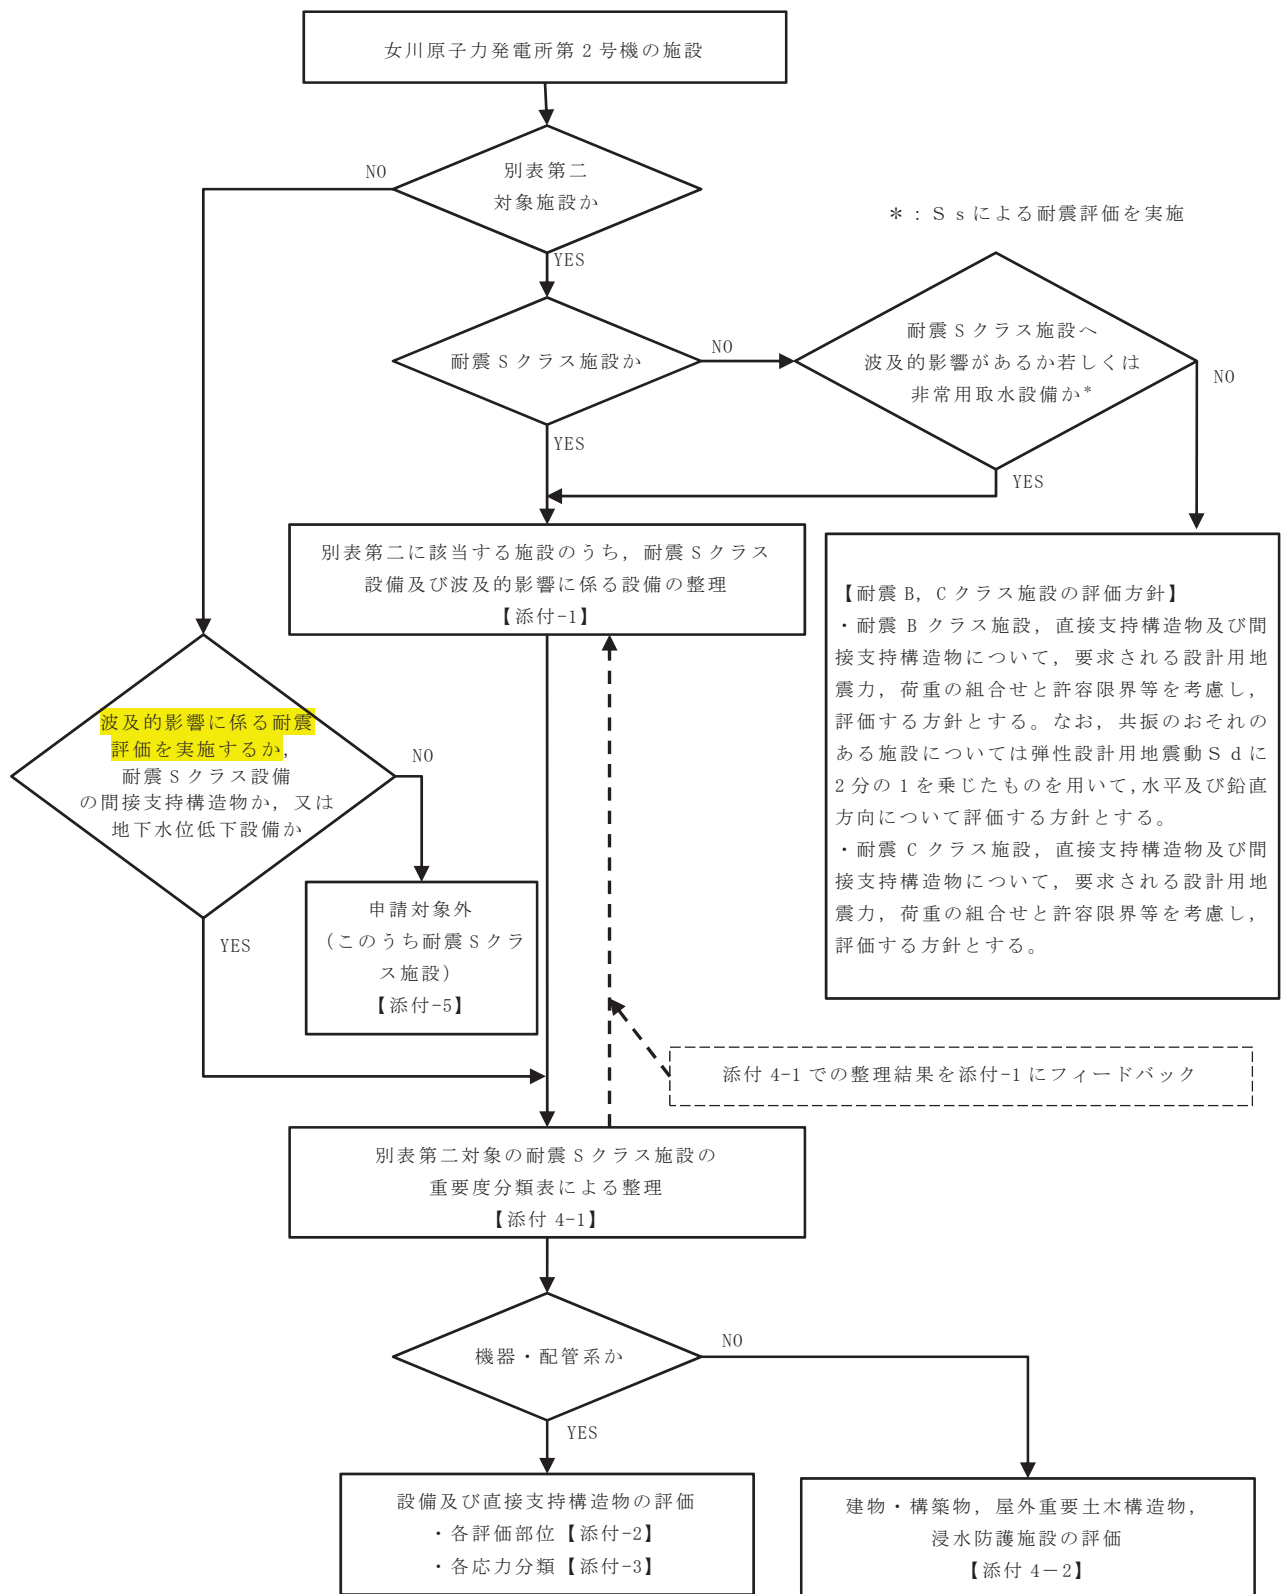 女川原子力発電所第2号機の施設
別表第二
対象施設か
NO
YES
*：Ｓｓによる耐震評価を実施
耐震Sクラス施設か
NO
YES
耐震Sクラス施設へ
波及的影響があるか若しくは
非常用取水設備か*
NO
YES
別表第二に該当する施設のうち，耐震Sクラス
設備及び波及的影響に係る設備の整理
【添付-1】
【耐震B，Cクラス施設の評価方針】
・耐震Bクラス施設，直接支持構造物及び間
接支持構造物について，要求される設計用地
震力，荷重の組合せと許容限界等を考慮し，
評価する方針とする。なお，共振のおそれの
ある施設については弾性設計用地震動Ｓｄに
2分の1を乗じたものを用いて，水平及び鉛直
方向について評価する方針とする。
・耐震Cクラス施設，直接支持構造物及び間
接支持構造物について，要求される設計用地
震力，荷重の組合せと許容限界等を考慮し，
評価する方針とする。
波及的影響に係る耐震
評価を実施するか，
耐震Sクラス設備
の間接支持構造物か，又は
地下水位低下設備か
NO
YES
申請対象外
（このうち耐震Sクラ
ス施設）
【添付-5】
添付4-1での整理結果を添付-1にフィードバック
別表第二対象の耐震Sクラス施設の
重要度分類表による整理
【添付4-1】
機器・配管系か
NO
YES
設備及び直接支持構造物の評価
・各評価部位【添付-2】
・各応力分類【添付-3】
建物・構築物，屋外重要土木構造物，
浸水防護施設の評価
【添付4－2】